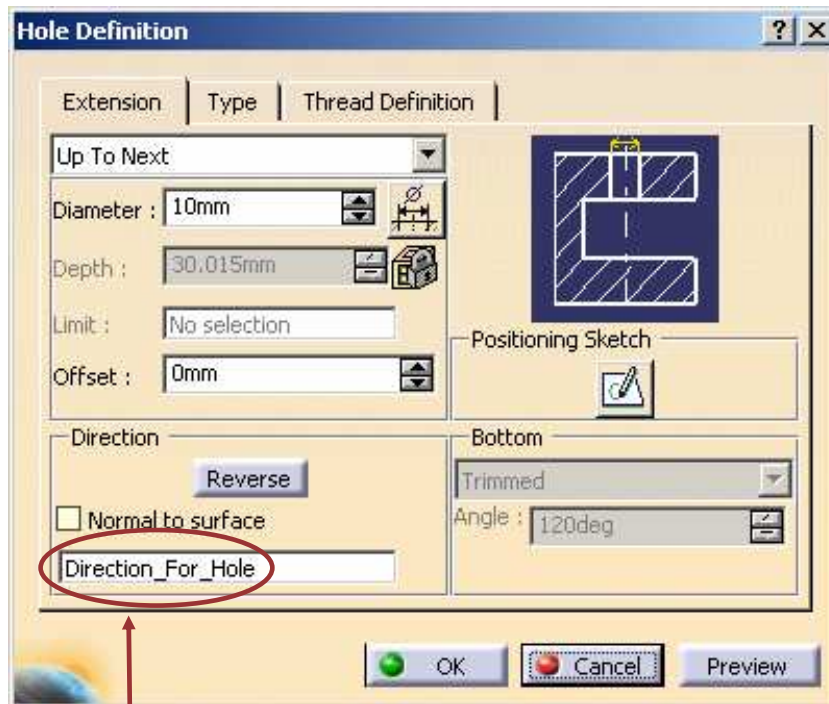 Hole Definition
Extension Type Thread Definition
Up To Next
Diameter : 10mm
Depth : 30.015mm
Limit : No selection
Offset : 0mm
Positioning Sketch
Direction
Reverse
Normal to surface
Direction_For_Hole
Bottom
Trimmed
Angle : 120deg
OK Cancel Preview